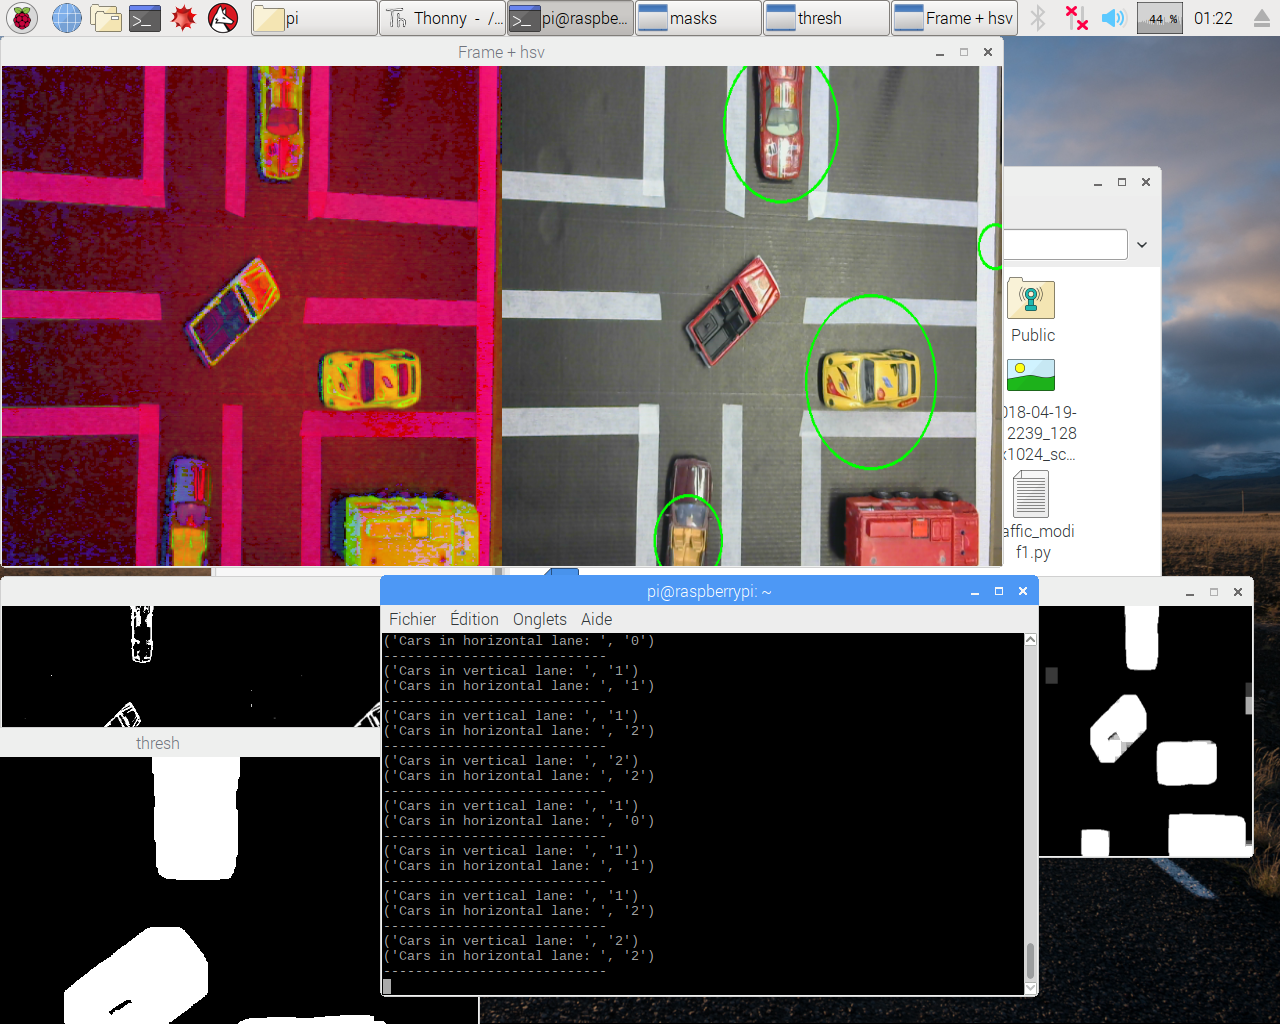 pi
Thonny - /...
pi@raspbe...
masks
thresh
Frame + hsv
44 %
01:22
Frame + hsv
Public
018-04-19-
2239_128
x1024_sc...
affic_modi
f1.py
pi@raspberrypi: ~
Fichier Édition Onglets Aide
('Cars in horizontal lane: ', '0')
----------------------------
('Cars in vertical lane: ', '1')
('Cars in horizontal lane: ', '1')
----------------------------
('Cars in vertical lane: ', '1')
('Cars in horizontal lane: ', '2')
----------------------------
('Cars in vertical lane: ', '2')
('Cars in horizontal lane: ', '2')
----------------------------
('Cars in vertical lane: ', '1')
('Cars in horizontal lane: ', '0')
----------------------------
('Cars in vertical lane: ', '1')
('Cars in horizontal lane: ', '1')
----------------------------
('Cars in vertical lane: ', '1')
('Cars in horizontal lane: ', '2')
----------------------------
('Cars in vertical lane: ', '2')
('Cars in horizontal lane: ', '2')
----------------------------
thresh